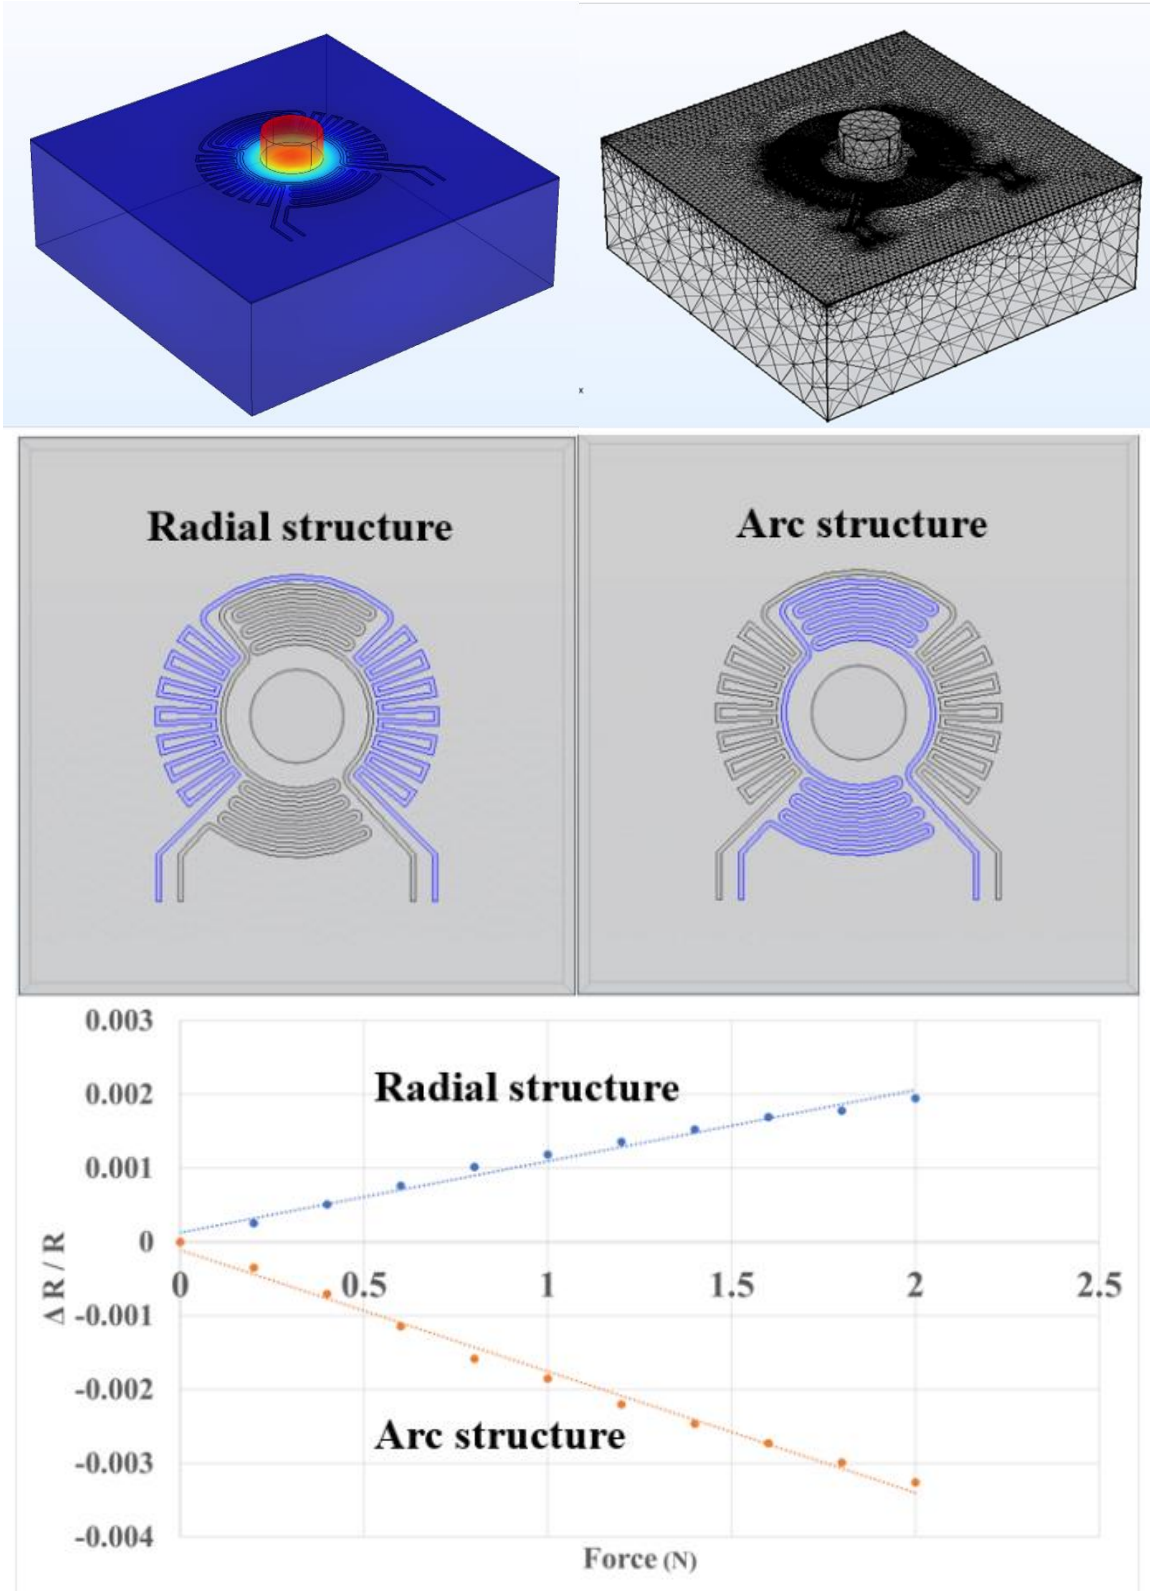 x
Radial structure
Arc structure
0.003
0.002
0.001
0
-0.001
-0.002
-0.003
-0.004
Δ R / R
Radial structure
Arc structure
0 0.5 1 1.5 2 2.5
Force (N)